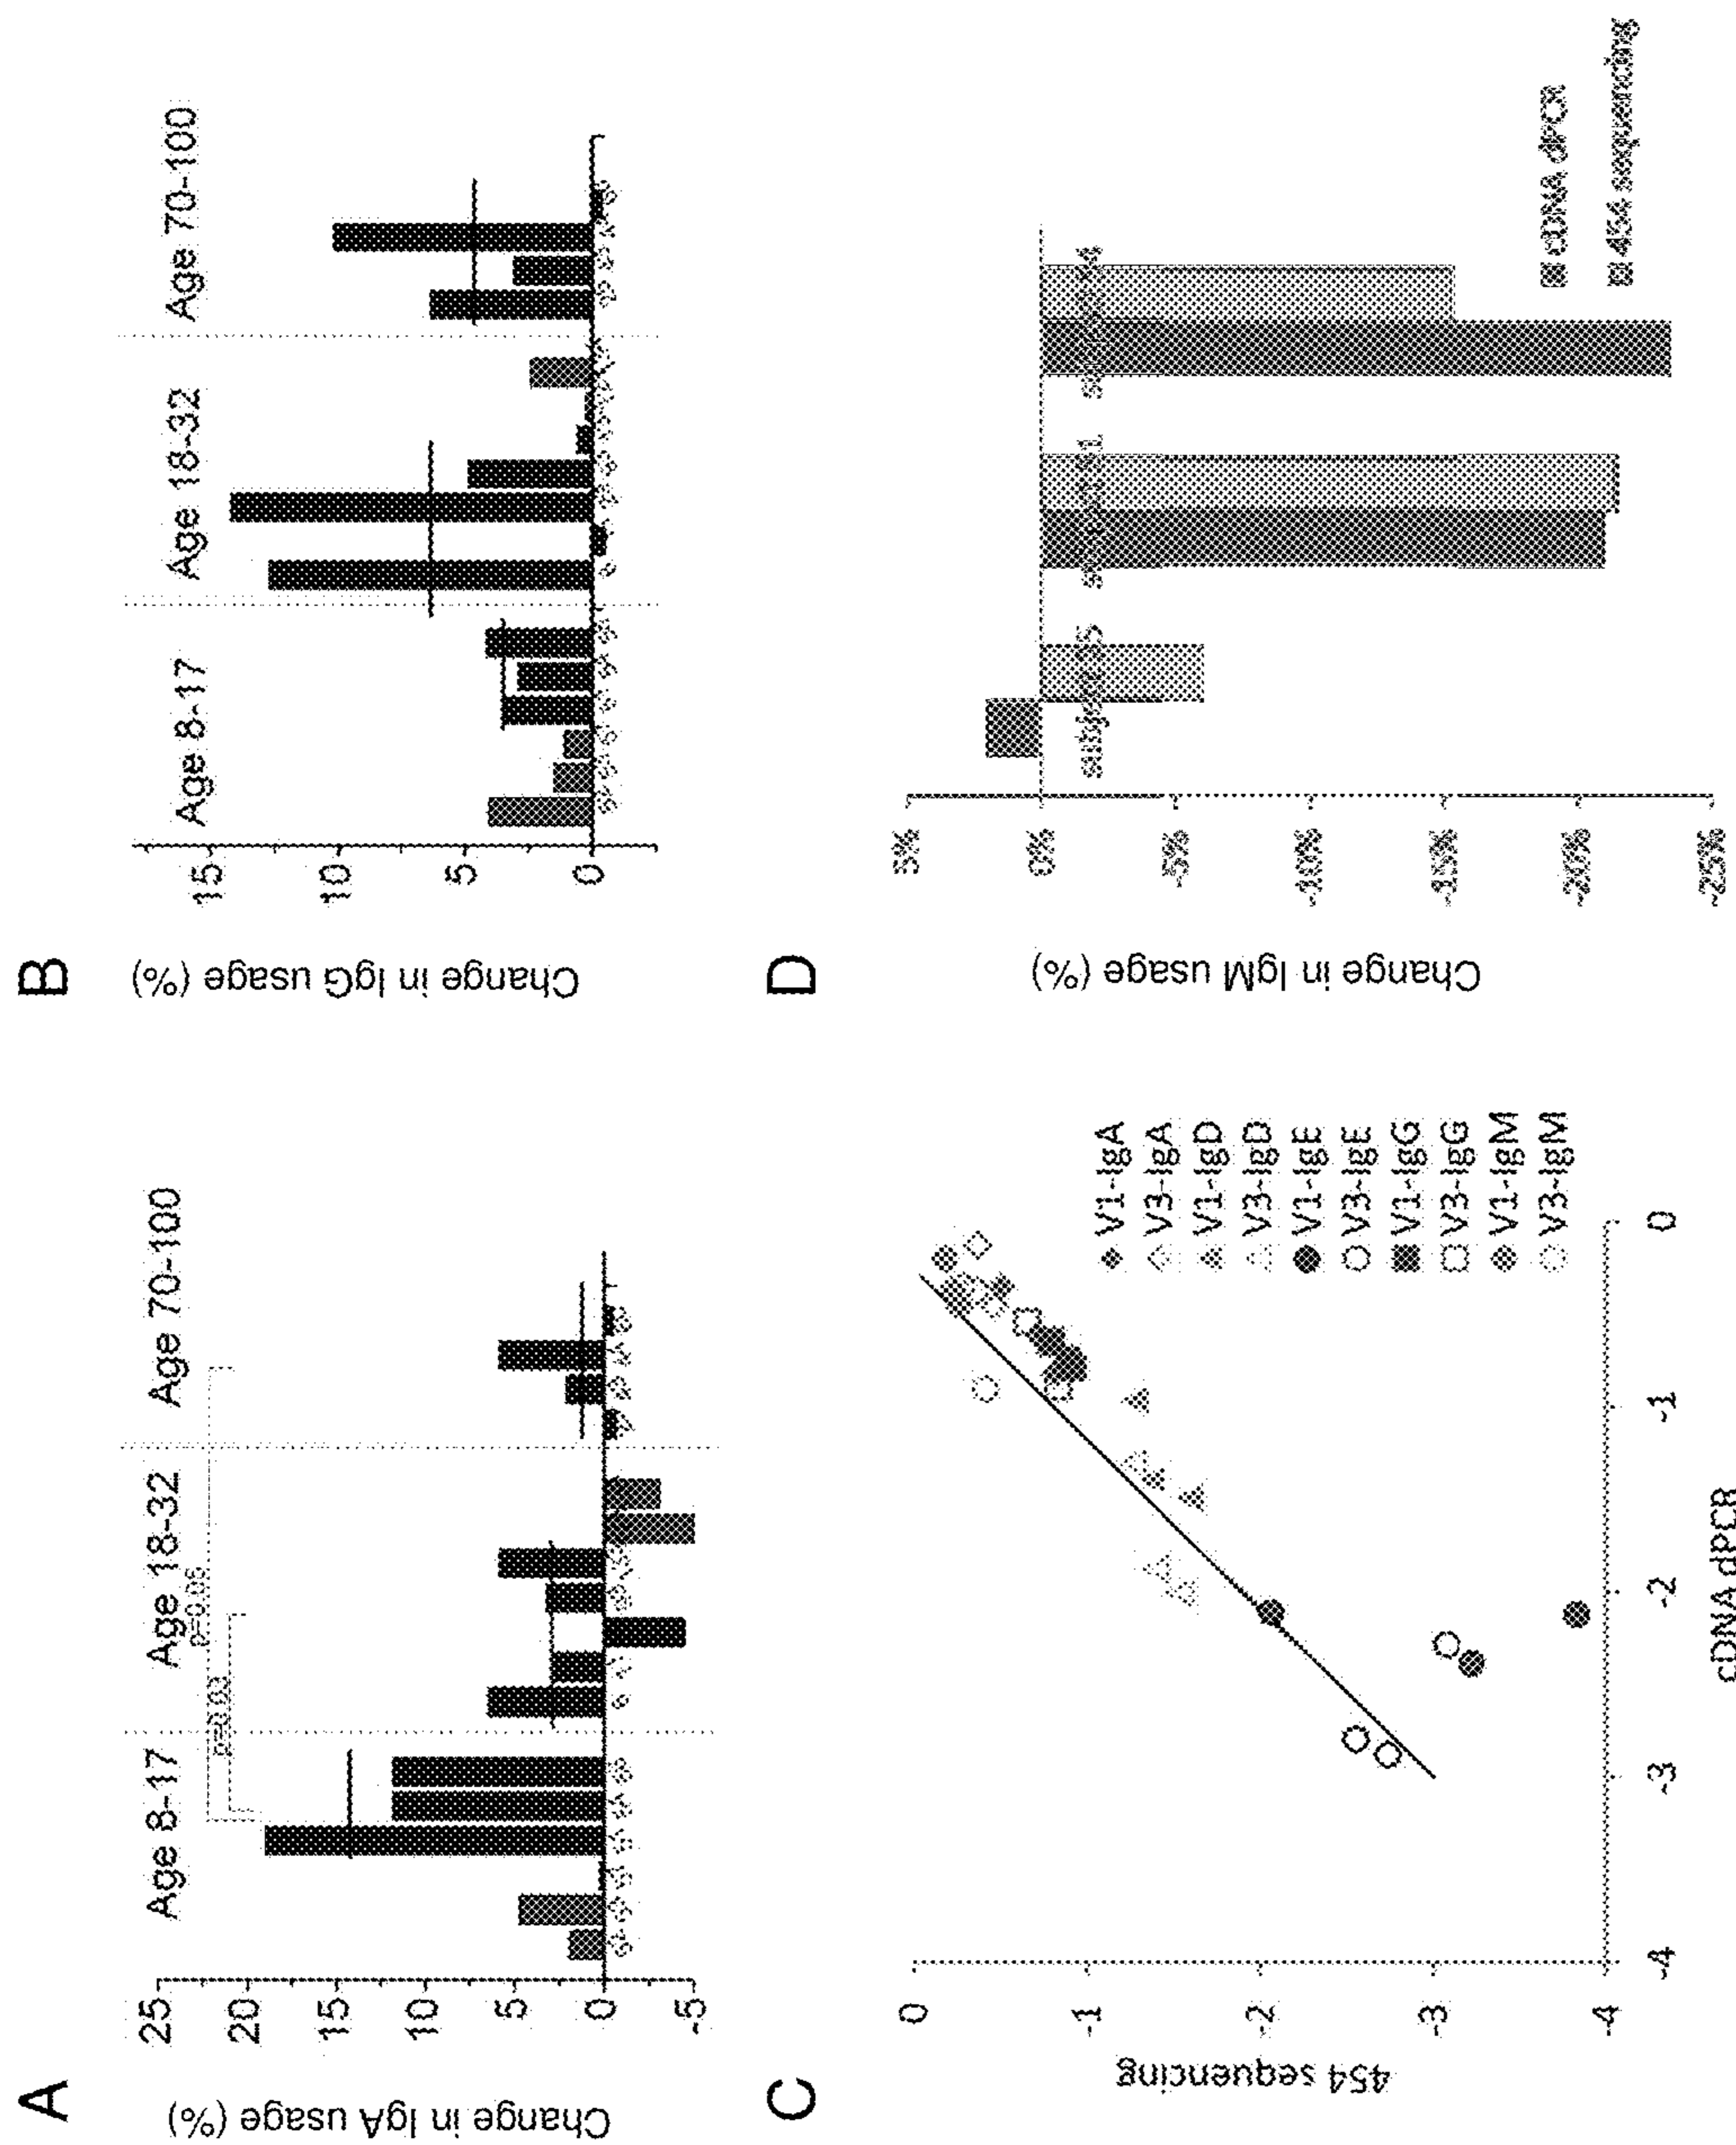 A
Change in IgA usage (%)
25
20
15
10
5
0
-5
Age 8-17
Age 18-32
Age 70-100
p=0.03
p=0.05
B
Change in IgG usage (%)
15
10
5
0
Age 8-17
Age 18-32
Age 70-100
C
454 sequencing
0
-1
-2
-3
-4
-4
-3
-2
-1
0
cDNA dPCR
V1-IgA
V3-IgA
V1-IgD
V3-IgD
V1-IgE
V3-IgE
V1-IgG
V3-IgG
V1-IgM
V3-IgM
D
Change in IgM usage (%)
5%
0%
-5%
-10%
-15%
-20%
-25%
cDNA dPCR
454 sequencing